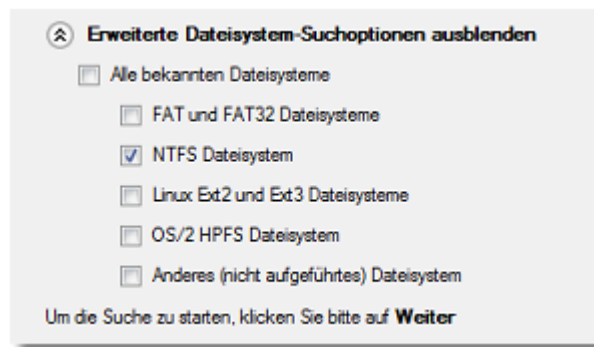 Erweiterte Dateisystem-Suchoptionen ausblenden
Alle bekannten Dateisysteme
FAT und FAT32 Dateisysteme
NTFS Dateisystem
Linux Ext2 und Ext3 Dateisysteme
OS/2 HPFS Dateisystem
Anderes (nicht aufgeführtes) Dateisystem
Um die Suche zu starten, klicken Sie bitte auf Weiter